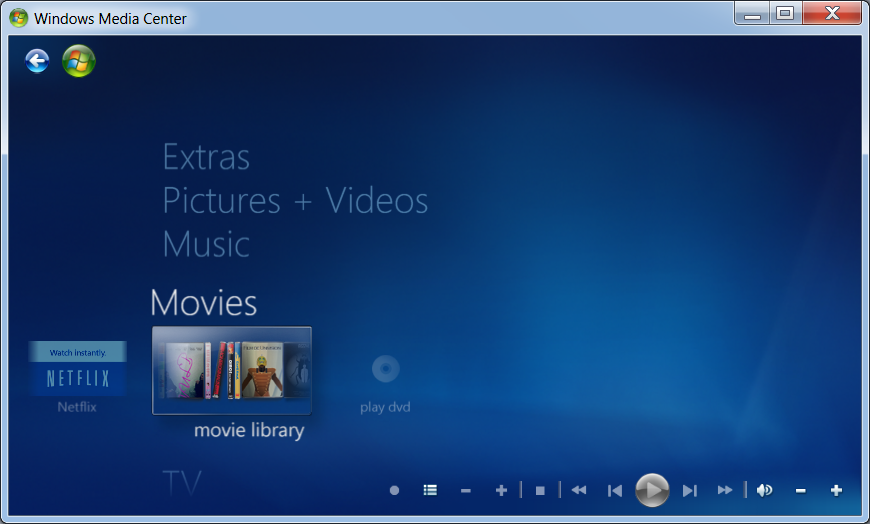 Windows Media Center
Extras
Pictures + Videos
Music
Movies
Watch instantly.
NETFLIX
Netflix
movie library
play dvd
TV